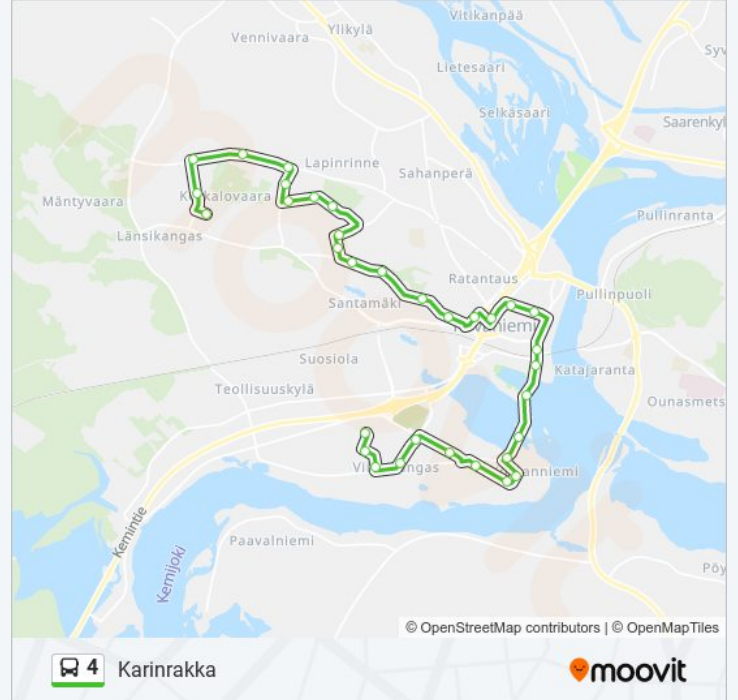 Vitikanpää
Ylikylä
Vennivaara
Syv
Lietesaari
Selkäsaari
Saarenkyl
Lapinrinne
Sahanperä
Mäntyvaara
Pullinranta
Länsikangas
Ratantaus
Pullinpuoli
Santamäki
Suosiola
Katajaranta
Teollisuuskylä
Ounasmets
anniemi
Kemintie
Paavalniemi
Kemijoki
Pöy
© OpenStreetMap contributors | © OpenMapTiles
4 Karinrakka
moovit